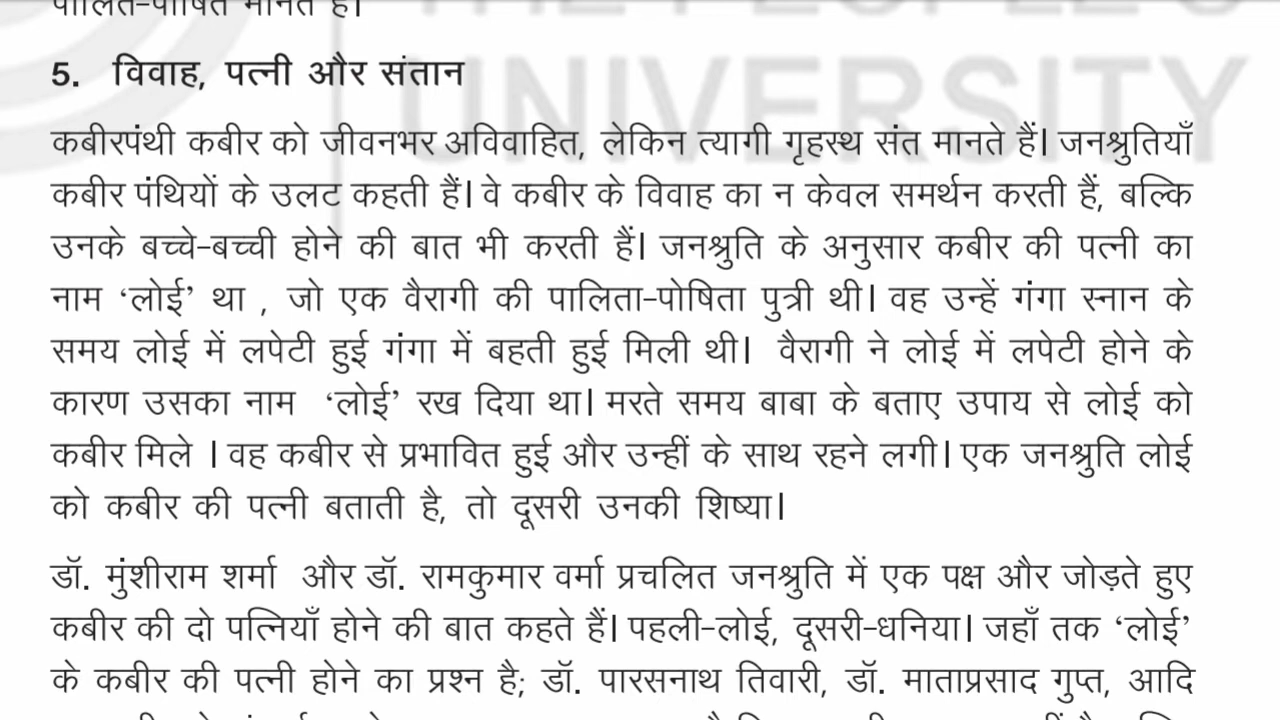 पालित-पोषित मानते हैं।
THE PEOPLE'S
UNIVERSITY
5. विवाह, पत्नी और संतान
कबीरपंथी कबीर को जीवनभर अविवाहित, लेकिन त्यागी गृहस्थ संत मानते हैं। जनश्रुतियाँ
कबीर पंथियों के उलट कहती हैं। वे कबीर के विवाह का न केवल समर्थन करती हैं, बल्कि
उनके बच्चे-बच्ची होने की बात भी करती हैं। जनश्रुति के अनुसार कबीर की पत्नी का
नाम ‘लोई’ था , जो एक वैरागी की पालिता-पोषिता पुत्री थी। वह उन्हें गंगा स्नान के
समय लोई में लपेटी हुई गंगा में बहती हुई मिली थी। वैरागी ने लोई में लपेटी होने के
कारण उसका नाम ‘लोई’ रख दिया था। मरते समय बाबा के बताए उपाय से लोई को
कबीर मिले । वह कबीर से प्रभावित हुई और उन्हीं के साथ रहने लगी। एक जनश्रुति लोई
को कबीर की पत्नी बताती है, तो दूसरी उनकी शिष्या।
डॉ. मुंशीराम शर्मा और डॉ. रामकुमार वर्मा प्रचलित जनश्रुति में एक पक्ष और जोड़ते हुए
कबीर की दो पत्नियाँ होने की बात कहते हैं। पहली-लोई, दूसरी-धनिया। जहाँ तक ‘लोई’
के कबीर की पत्नी होने का प्रश्न है; डॉ. पारसनाथ तिवारी, डॉ. माताप्रसाद गुप्त, आदि